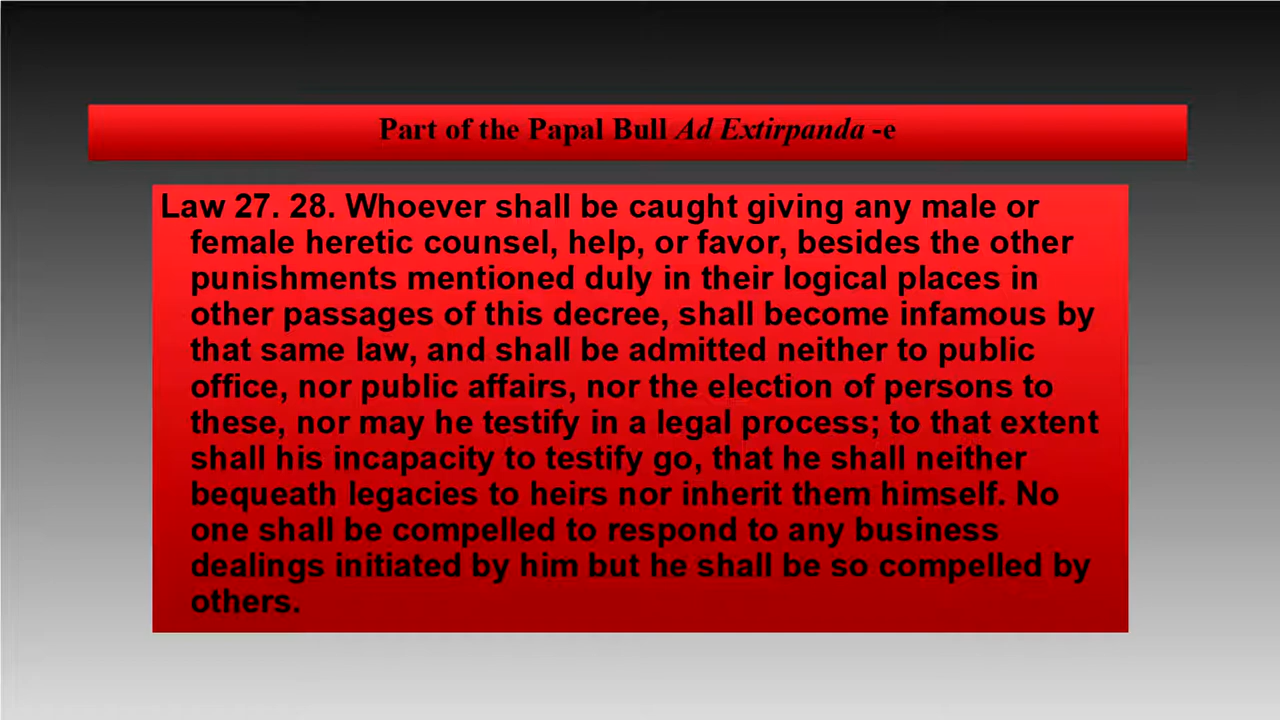 Part of the Papal Bull Ad Extirpanda -e
Law 27. 28. Whoever shall be caught giving any male or
female heretic counsel, help, or favor, besides the other
punishments mentioned duly in their logical places in
other passages of this decree, shall become infamous by
that same law, and shall be admitted neither to public
office, nor public affairs, nor the election of persons to
these, nor may he testify in a legal process; to that extent
shall his incapacity to testify go, that he shall neither
bequeath legacies to heirs nor inherit them himself. No
one shall be compelled to respond to any business
dealings initiated by him but he shall be so compelled by
others.